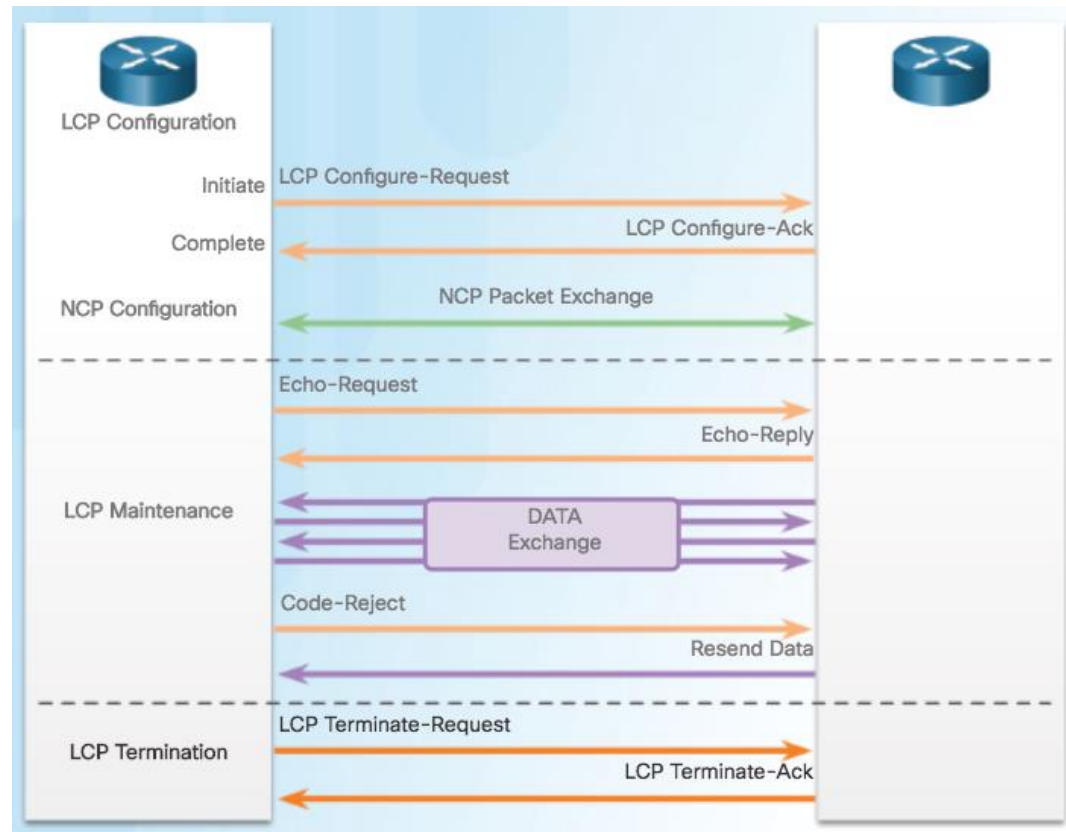 LCP Configuration
Initiate
LCP Configure-Request
LCP Configure-Ack
Complete
NCP Packet Exchange
NCP Configuration
Echo-Request
Echo-Reply
LCP Maintenance
DATA
Exchange
Code-Reject
Resend Data
LCP Terminate-Request
LCP Termination
LCP Terminate-Ack